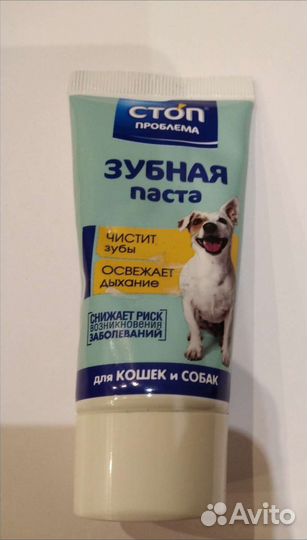 СТОП
ПРОБЛЕМА
ЗУБНАЯ
паста
ЧИСТИТ
зубы
ОСВЕЖАЕТ
дыхание
СНИЖАЕТ РИСК
ВОЗНИКНОВЕНИЯ
ЗАБОЛЕВАНИЙ
для КОШЕК и СОБАК
Avito